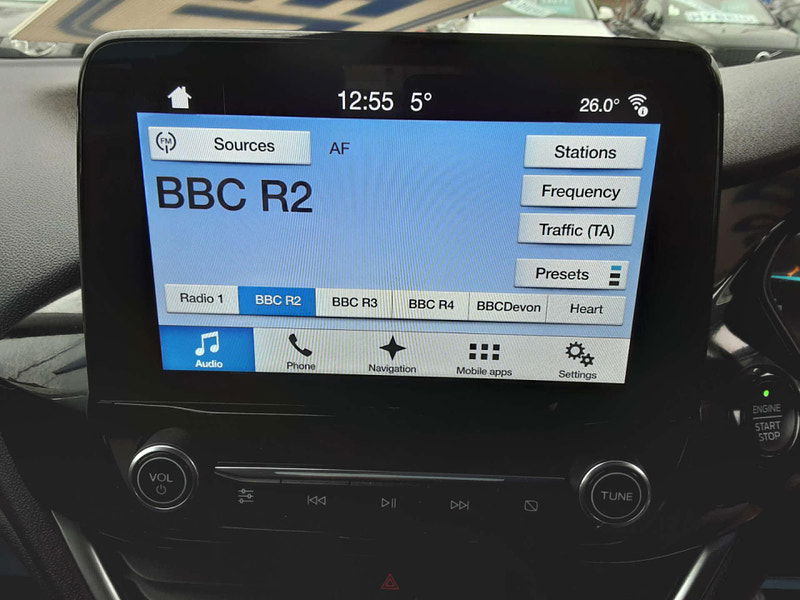 12:55 5° 26.0°
FM Sources AF Stations
BBC R2 Frequency
Traffic (TA)
Presets
Radio 1 BBC R2 BBC R3 BBC R4 BBCDevon Heart
Audio Phone Navigation Mobile apps Settings
ENGINE
START
STOP
VOL TUNE